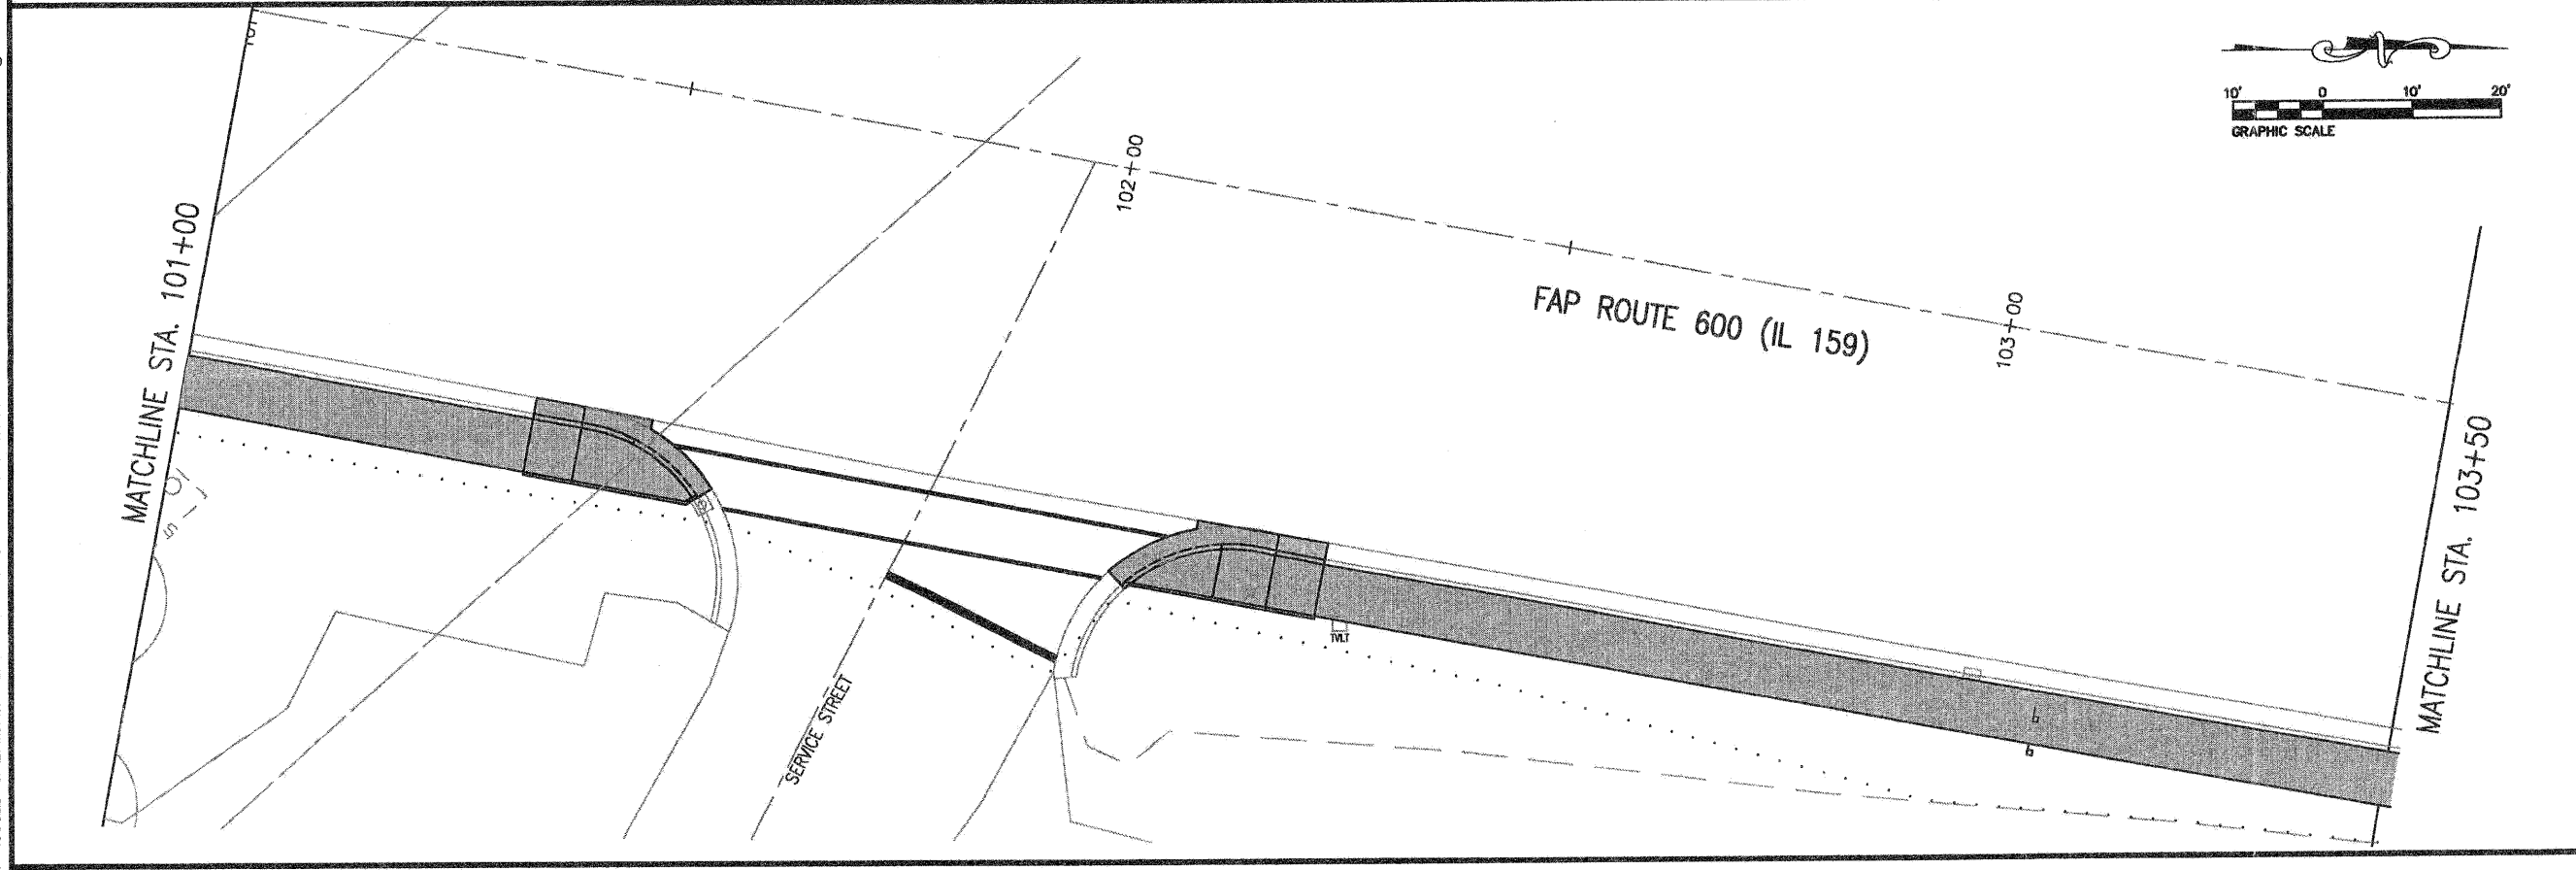 10' 0 10' 20'
GRAPHIC SCALE
102+00
MATCHLINE STA. 101+00
FAP ROUTE 600 (IL 159)
103+00
MATCHLINE STA. 103+50
TVLT
SERVICE STREET